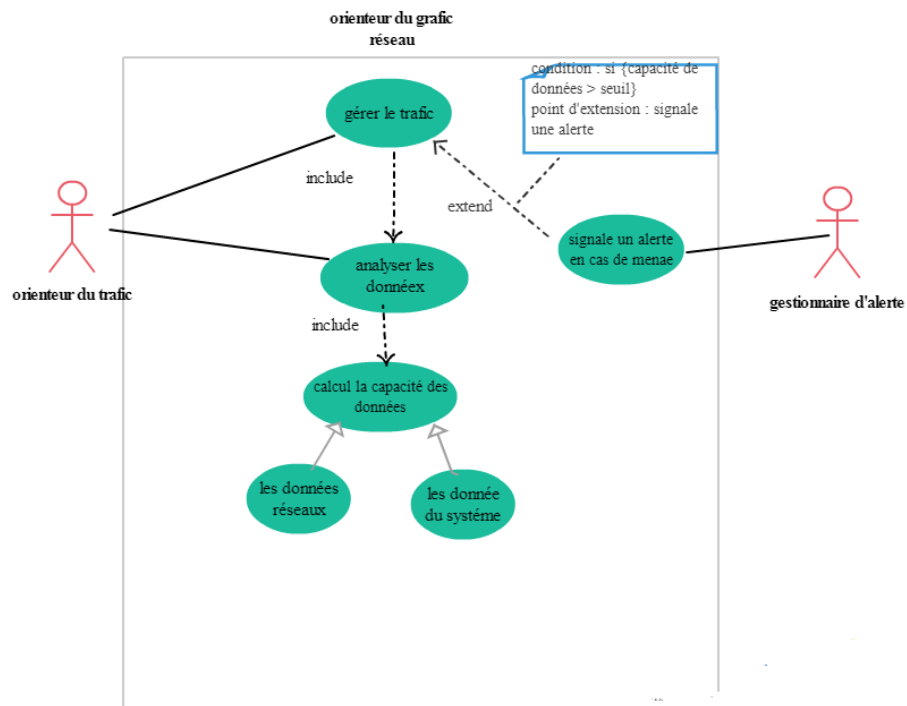 orienteur du grafic
réseau
condition : si {capacité de
données > seuil}
point d'extension : signale
une alerte
gérer le trafic
include
extend
signale un alerte
en cas de menae
analyser les
donnéex
orienteur du trafic
gestionnaire d'alerte
include
calcul la capacité des
données
les données
réseaux
les donnée
du systéme